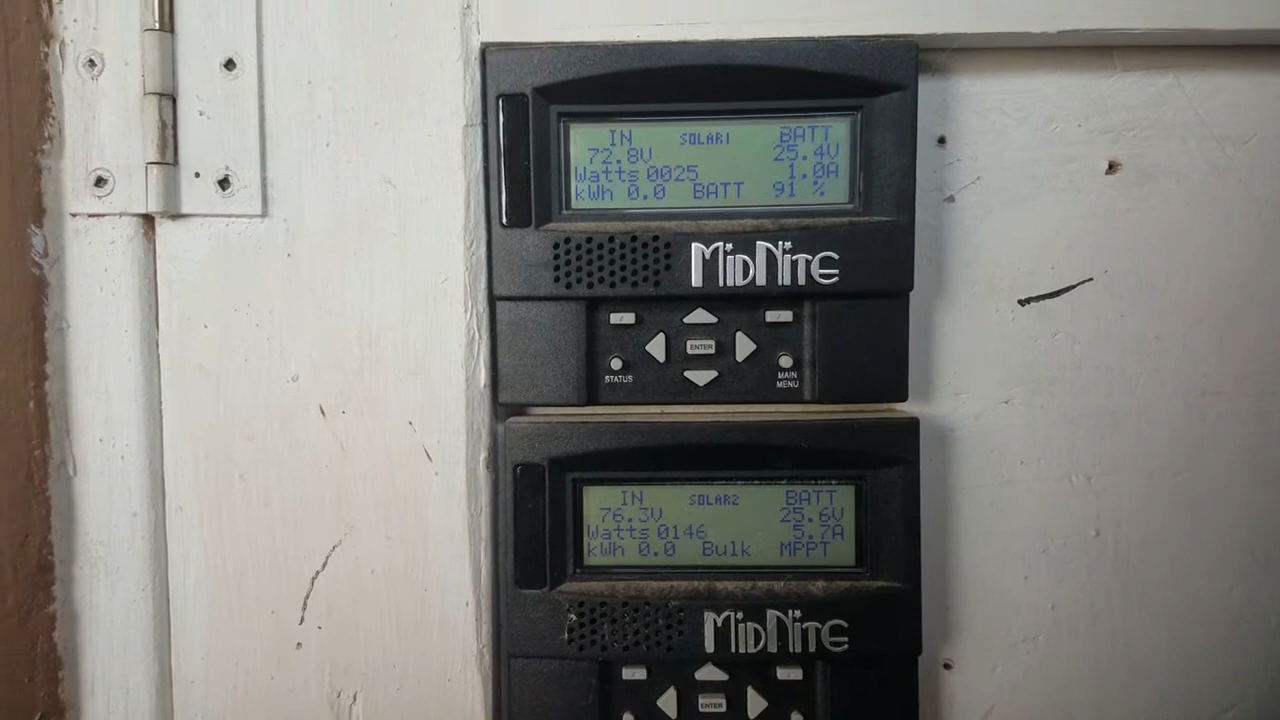 IN SOLAR1 BATT
72.8V 25.4V
Watts 0025 1.0A
kWh 0.0 BATT 91 %
MIDNITE
ENTER
STATUS MAIN MENU
IN SOLAR2 BATT
76.3V 25.6V
Watts 0146 5.7A
kWh 0.0 Bulk MPPT
MIDNITE
ENTER